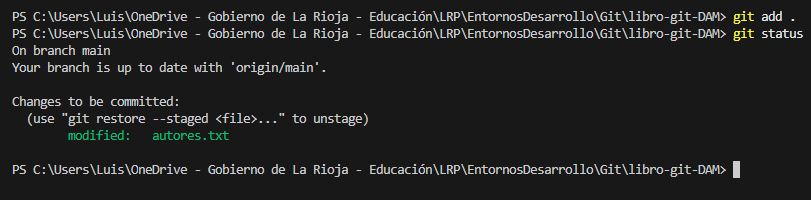 PS C:\Users\Luis\OneDrive - Gobierno de La Rioja - Educación\LRP\EntornosDesarrollo\Git\libro-git-DAM> git add .
PS C:\Users\Luis\OneDrive - Gobierno de La Rioja - Educación\LRP\EntornosDesarrollo\Git\libro-git-DAM> git status
On branch main
Your branch is up to date with 'origin/main'.

Changes to be committed:
  (use "git restore --staged <file>..." to unstage)
        modified:   autores.txt

PS C:\Users\Luis\OneDrive - Gobierno de La Rioja - Educación\LRP\EntornosDesarrollo\Git\libro-git-DAM>